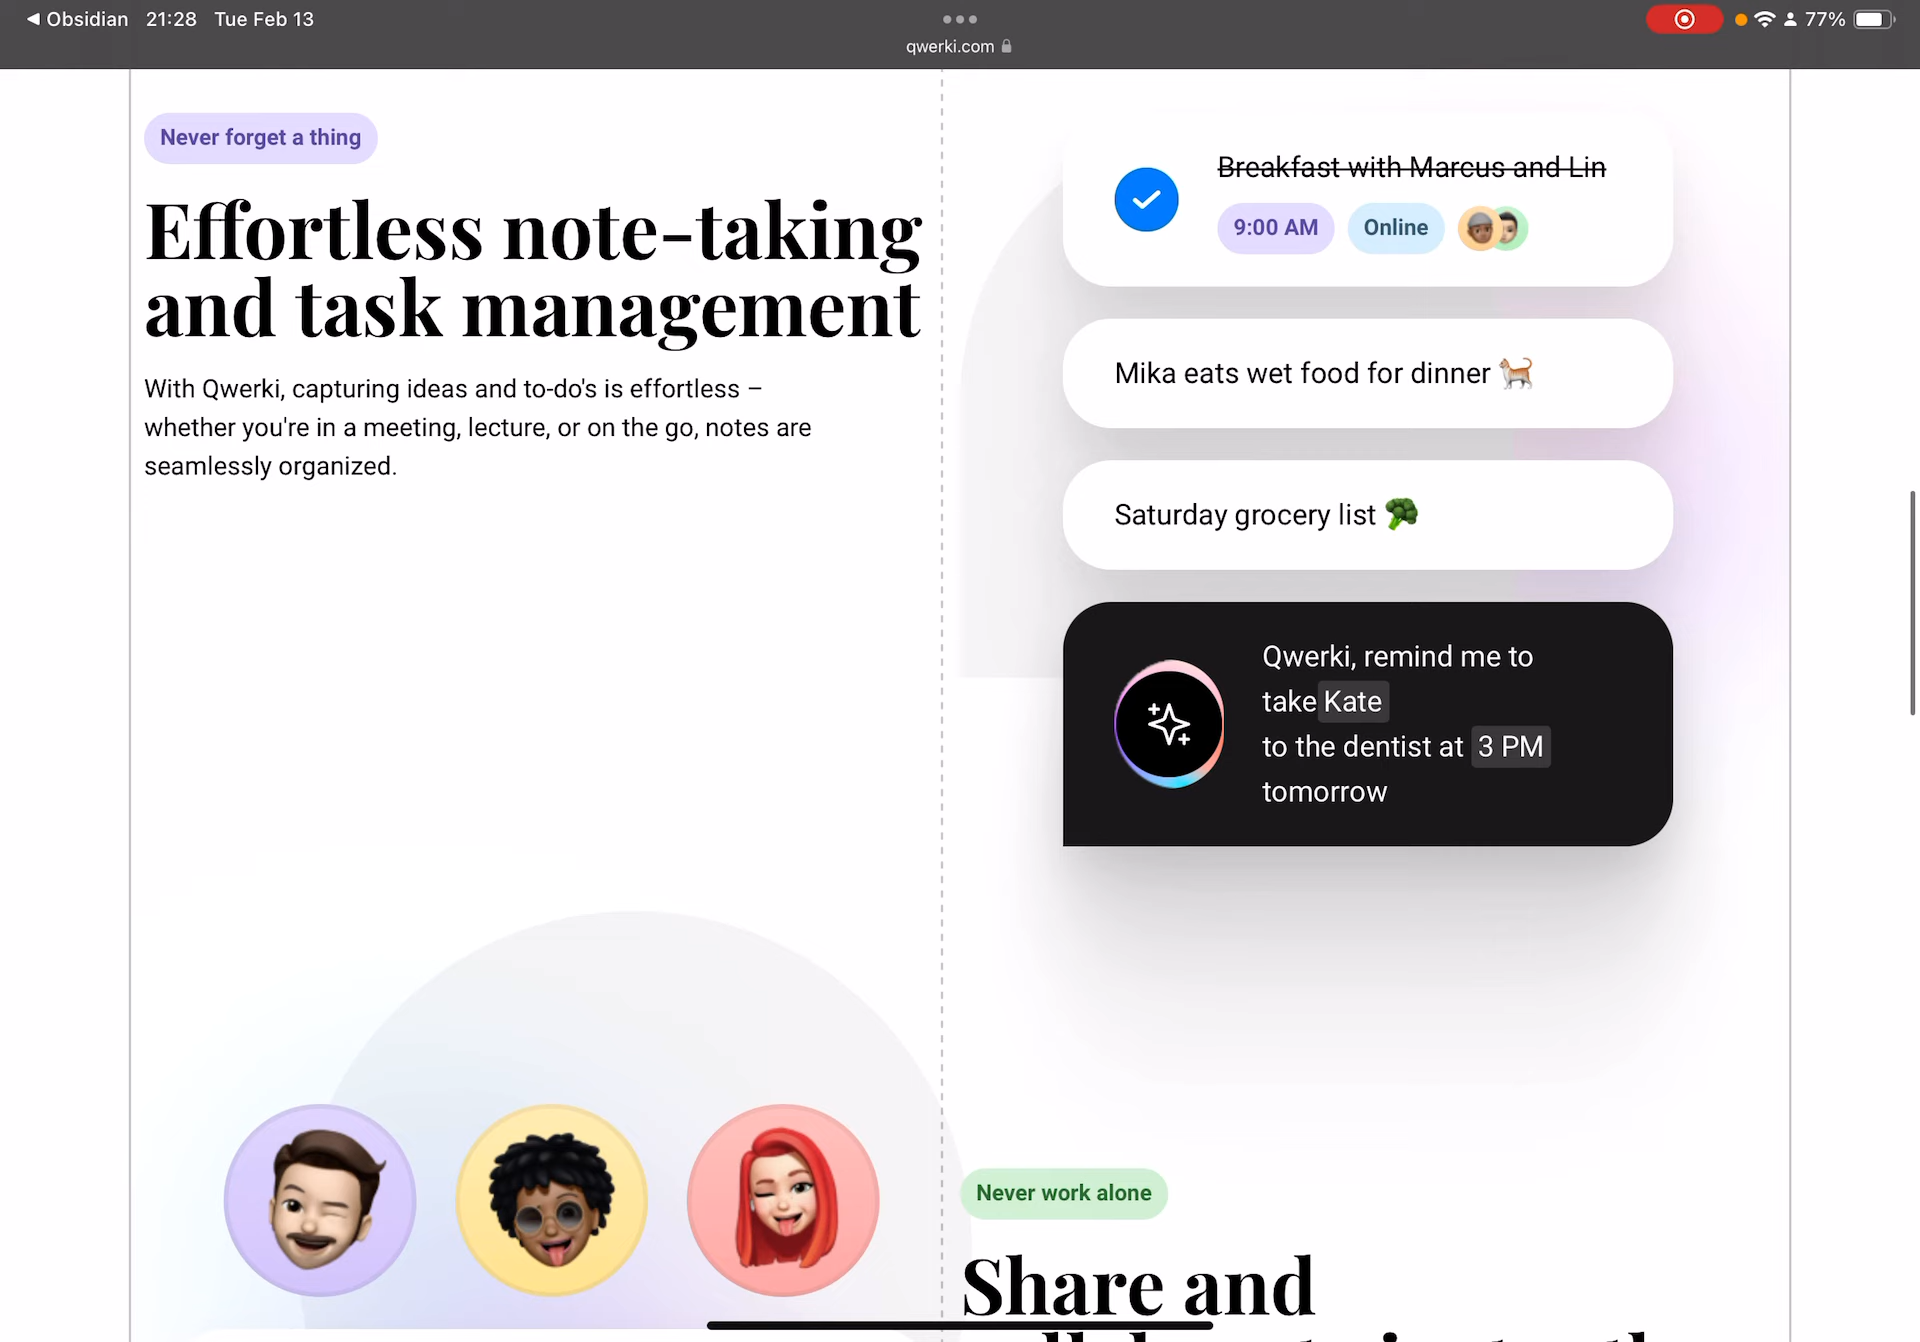 Obsidian 21:28 Tue Feb 13
77%
qwerki.com
Never forget a thing
Effortless note-taking
and task management
With Qwerki, capturing ideas and to-do's is effortless –
whether you're in a meeting, lecture, or on the go, notes are
seamlessly organized.
Breakfast with Marcus and Lin
9:00 AM Online
Mika eats wet food for dinner
Saturday grocery list
Qwerki, remind me to
take Kate
to the dentist at 3 PM
tomorrow
Never work alone
Share and